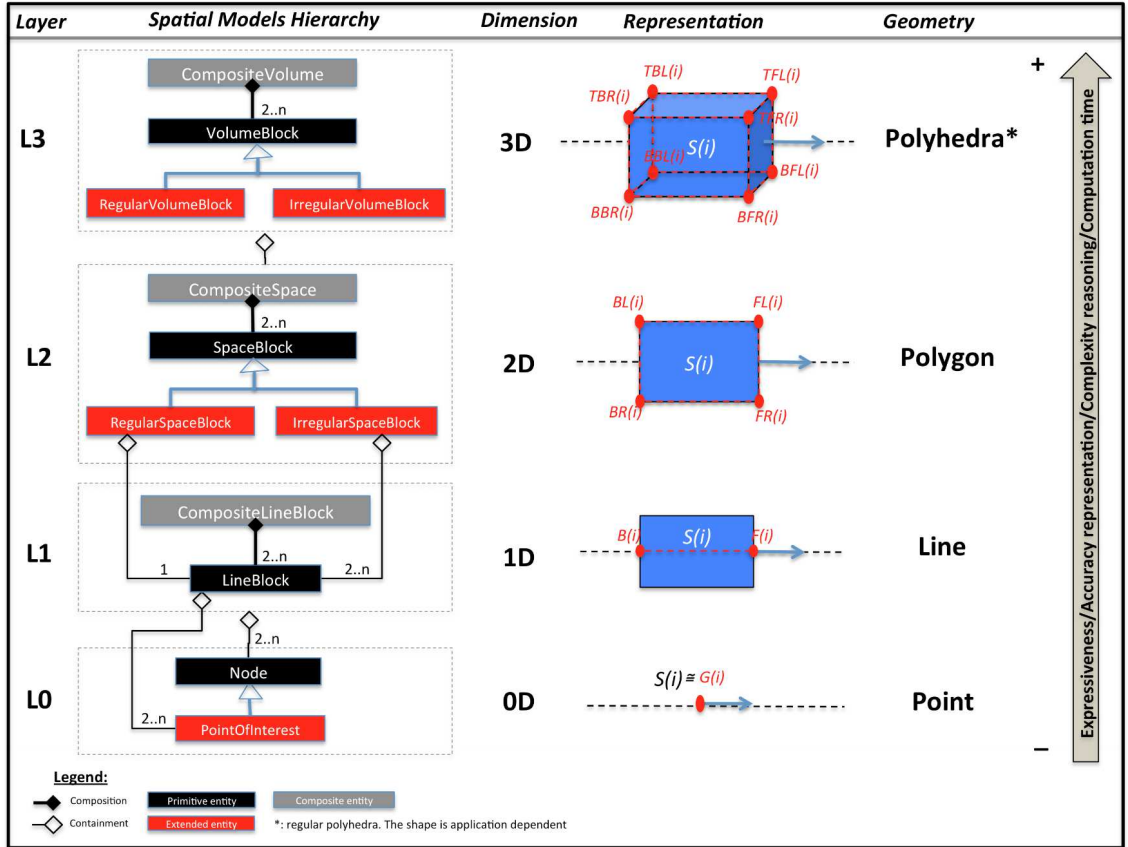 Layer Spatial Models Hierarchy Dimension Representation Geometry
CompositeVolume
2..n
VolumeBlock
L3
RegularVolumeBlock IrregularVolumeBlock
3D
TBL(i) TFL(i)
TBR(i) TFR(i)
S(i)
BBL(i) BFL(i)
BBR(i) BFR(i)
Polyhedra*
+
CompositeSpace
2..n
SpaceBlock
L2
RegularSpaceBlock IrregularSpaceBlock
2D
BL(i) FL(i)
S(i)
BR(i) FR(i)
Polygon
CompositeLineBlock
2..n
L1
1 LineBlock 2..n
1D
S(i)
B(i) F(i)
Line
2..n
Node
L0
2..n PointOfInterest
0D
S(i) ≅ G(i)
Point
–
Expressiveness/Accuracy representation/Complexity reasoning/Computation time
Legend:
Composition Primitive entity Composite entity
Containment Extended entity *: regular polyhedra. The shape is application dependent